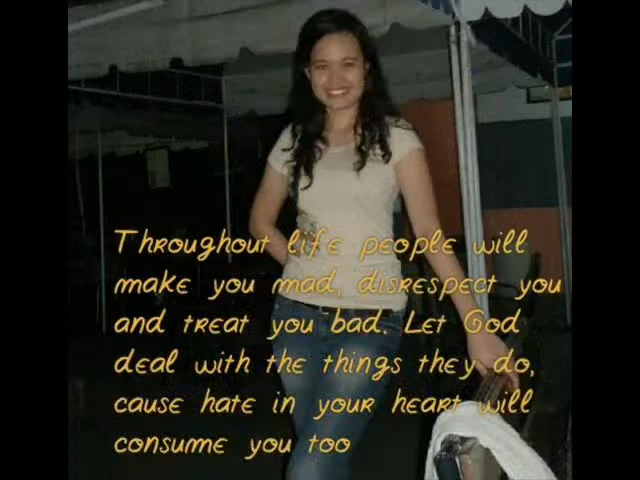 Throughout life people will
make you mad, disrespect you
and treat you bad. Let God
deal with the things they do,
cause hate in your heart will
consume you too